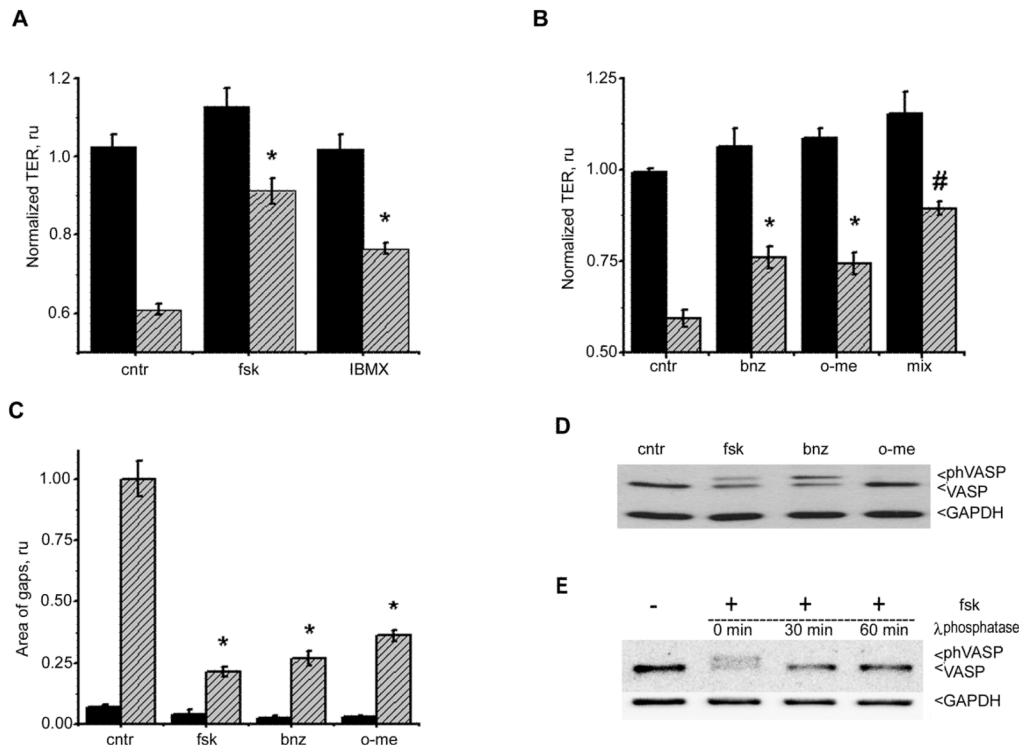 A
Normalized TER, ru
1.2
1.0
0.8
0.6
*
*
cntr fsk IBMX
B
Normalized TER, ru
1.25
1.00
0.75
0.50
*
*
#
cntr bnz o-me mix
C
Area of gaps, ru
1.00
0.75
0.50
0.25
0.00
*
*
*
cntr fsk bnz o-me
D
cntr fsk bnz o-me
<phVASP
<VASP
<GAPDH
E
- + + + fsk
0 min 30 min 60 min λphosphatase
<phVASP
<VASP
<GAPDH